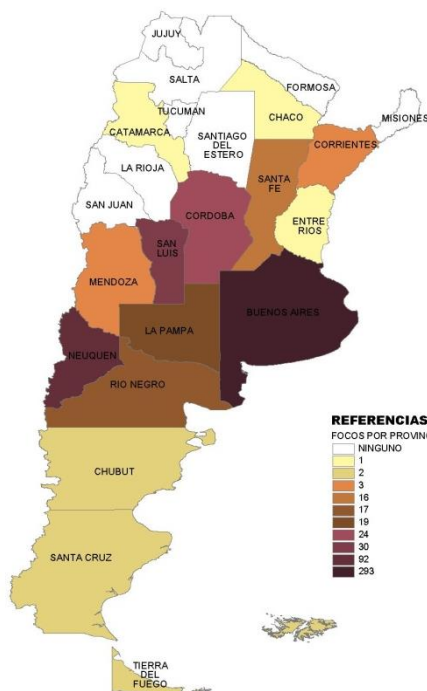 JUJUY
SALTA
FORMOSA
TUCUMAN
CHACO
MISIONES
CATAMARCA
SANTIAGO
DEL
ESTERO
CORRIENTES
LA RIOJA
SANTA
FE
SAN JUAN
CORDOBA
ENTRE
RIOS
SAN
LUIS
MENDOZA
BUENOS AIRES
LA PAMPA
NEUQUEN
RIO NEGRO
CHUBUT
SANTA CRUZ
TIERRA
DEL
FUEGO
REFERENCIAS
FOCOS POR PROVINC
NINGUNO
1
2
3
16
17
19
24
30
92
293